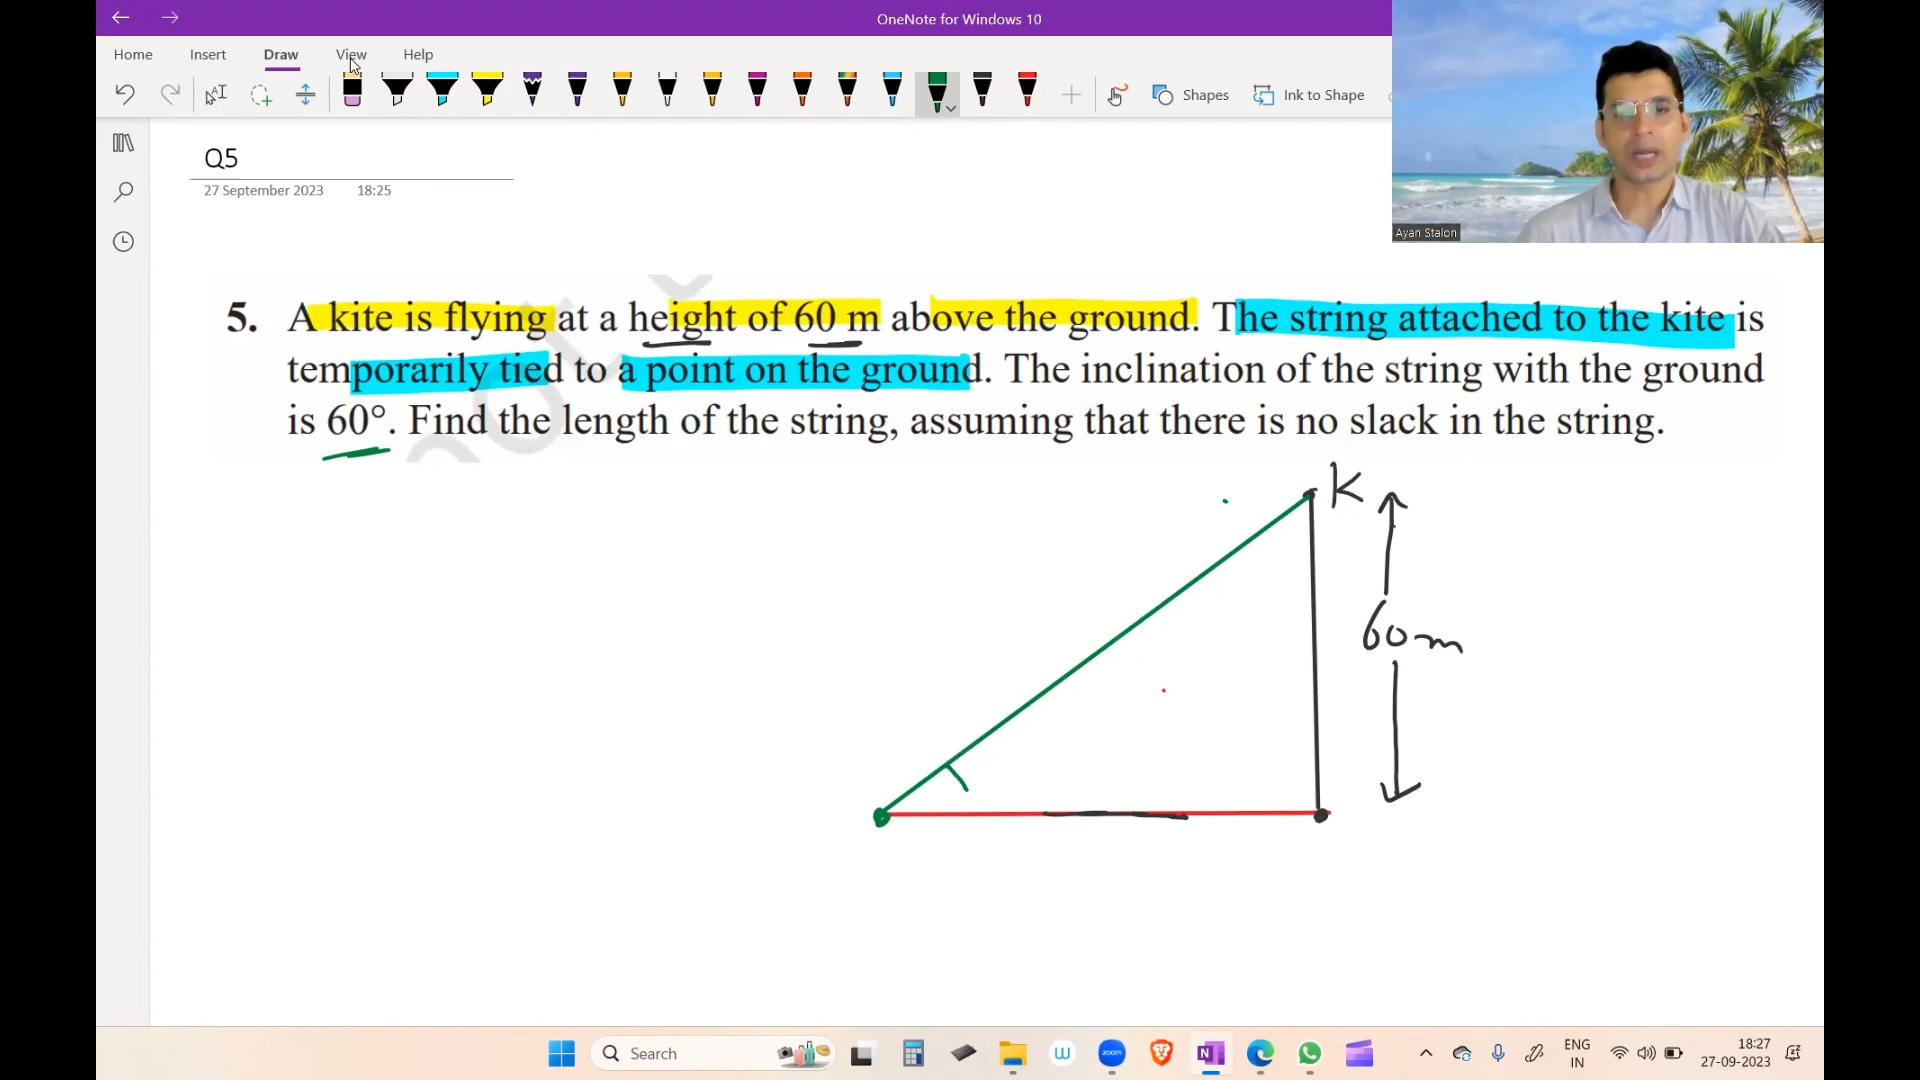 OneNote for Windows 10
Home Insert Draw View Help
Shapes Ink to Shape
Ayan Stalon
Q5
27 September 2023 18:25
5. A kite is flying at a height of 60 m above the ground. The string attached to the kite is
temporarily tied to a point on the ground. The inclination of the string with the ground
is 60°. Find the length of the string, assuming that there is no slack in the string.
K
60m
Search
zoom
ENG
IN
18:27
27-09-2023